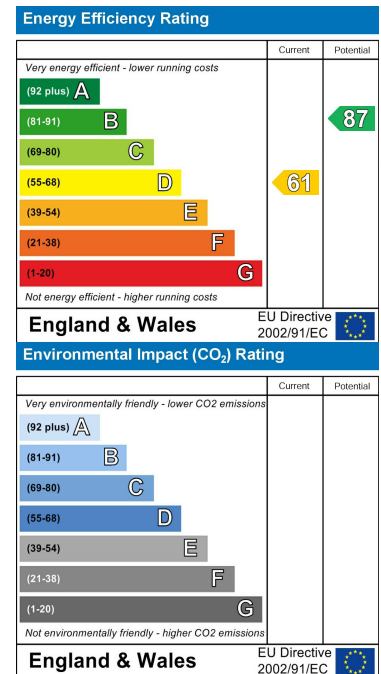 Energy Efficiency Rating
Current Potential
Very energy efficient - lower running costs
(92 plus) A
(81-91) B
87
(69-80) C
(55-68) D
61
(39-54) E
(21-38) F
(1-20) G
Not energy efficient - higher running costs
England & Wales
EU Directive
2002/91/EC
Environmental Impact (CO₂) Rating
Current Potential
Very environmentally friendly - lower CO2 emissions
(92 plus) A
(81-91) B
(69-80) C
(55-68) D
(39-54) E
(21-38) F
(1-20) G
Not environmentally friendly - higher CO2 emissions
England & Wales
EU Directive
2002/91/EC